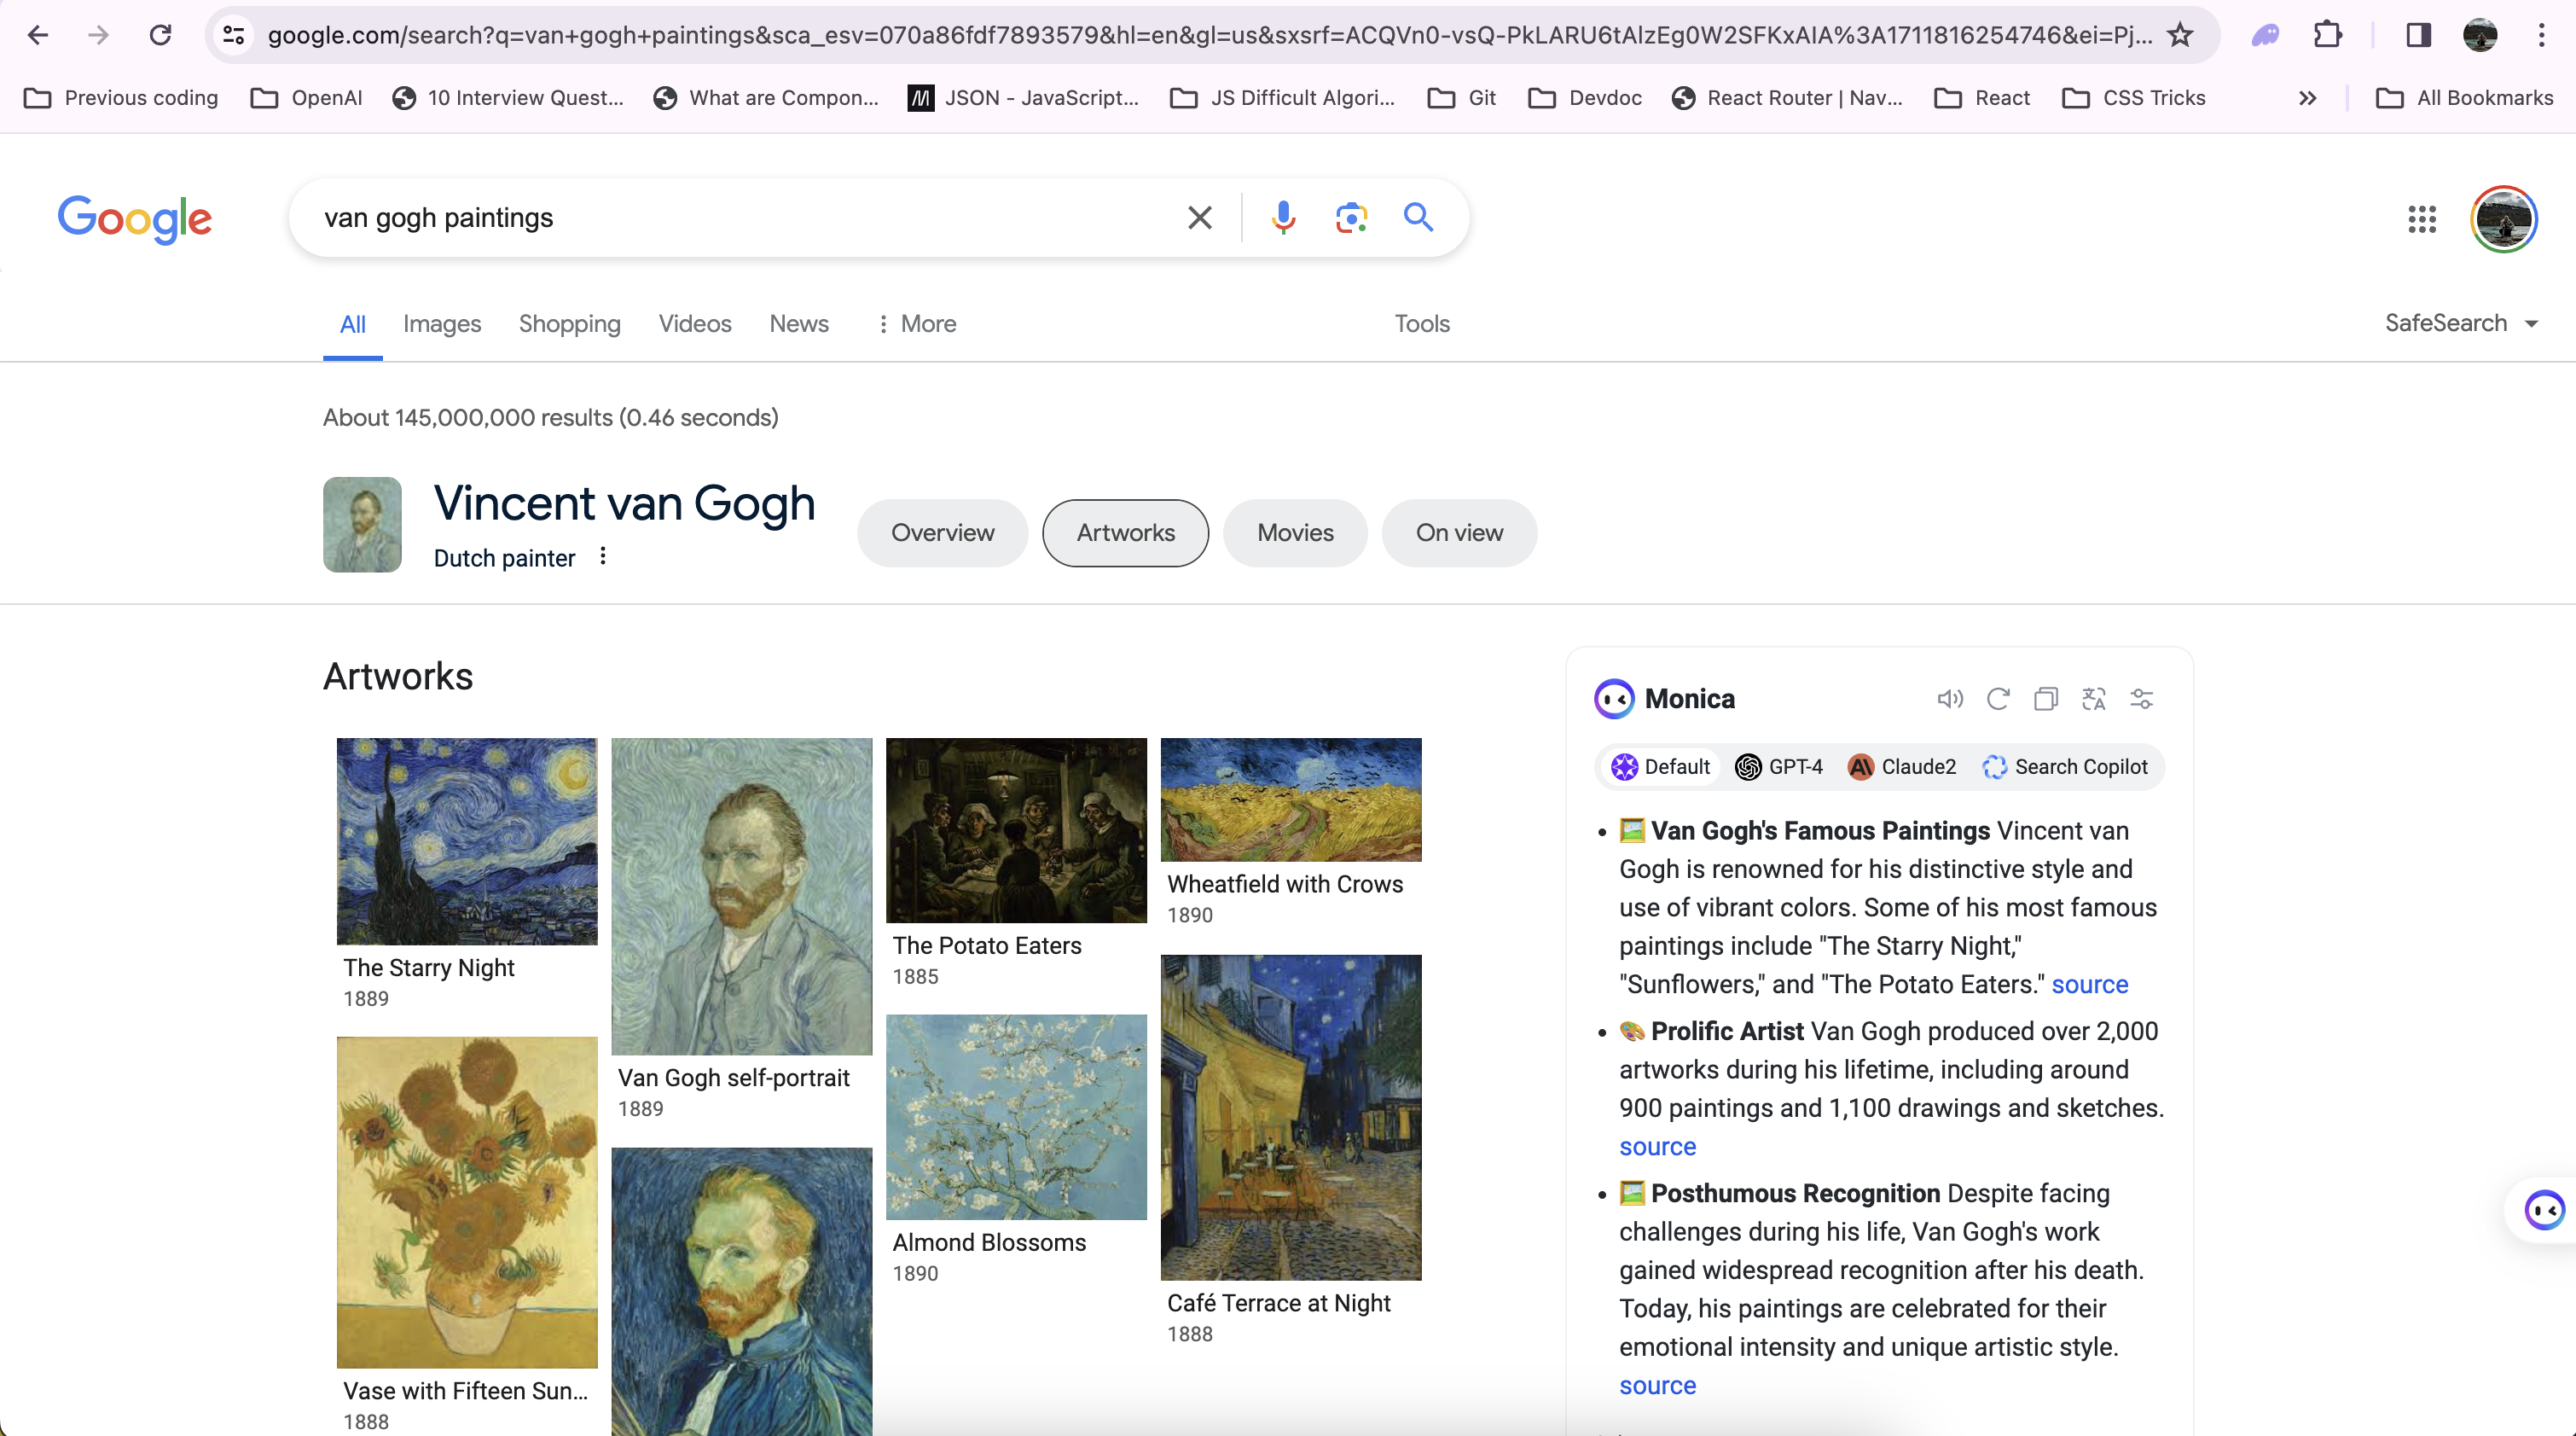 google.com/search?q=van+gogh+paintings&sca_esv=070a86fdf7893579&hl=en&gl=us&sxsrf=ACQVn0-vsQ-PkLARU6tAlzEg0W2SFKxAIA%3A1711816254746&ei=Pj...
Previous coding
OpenAI
10 Interview Quest...
What are Compon...
JSON - JavaScript...
JS Difficult Algori...
Git
Devdoc
React Router | Nav...
React
CSS Tricks
All Bookmarks
Google
van gogh paintings
All
Images
Shopping
Videos
News
More
Tools
SafeSearch
About 145,000,000 results (0.46 seconds)
Vincent van Gogh
Dutch painter
Overview
Artworks
Movies
On view
Artworks
The Starry Night
1889
Vase with Fifteen Sun...
1888
Van Gogh self-portrait
1889
The Potato Eaters
1885
Almond Blossoms
1890
Wheatfield with Crows
1890
Café Terrace at Night
1888
Monica
Default
GPT-4
Claude2
Search Copilot
Van Gogh's Famous Paintings Vincent van
Gogh is renowned for his distinctive style and
use of vibrant colors. Some of his most famous
paintings include "The Starry Night,"
"Sunflowers," and "The Potato Eaters." source
Prolific Artist Van Gogh produced over 2,000
artworks during his lifetime, including around
900 paintings and 1,100 drawings and sketches.
source
Posthumous Recognition Despite facing
challenges during his life, Van Gogh's work
gained widespread recognition after his death.
Today, his paintings are celebrated for their
emotional intensity and unique artistic style.
source